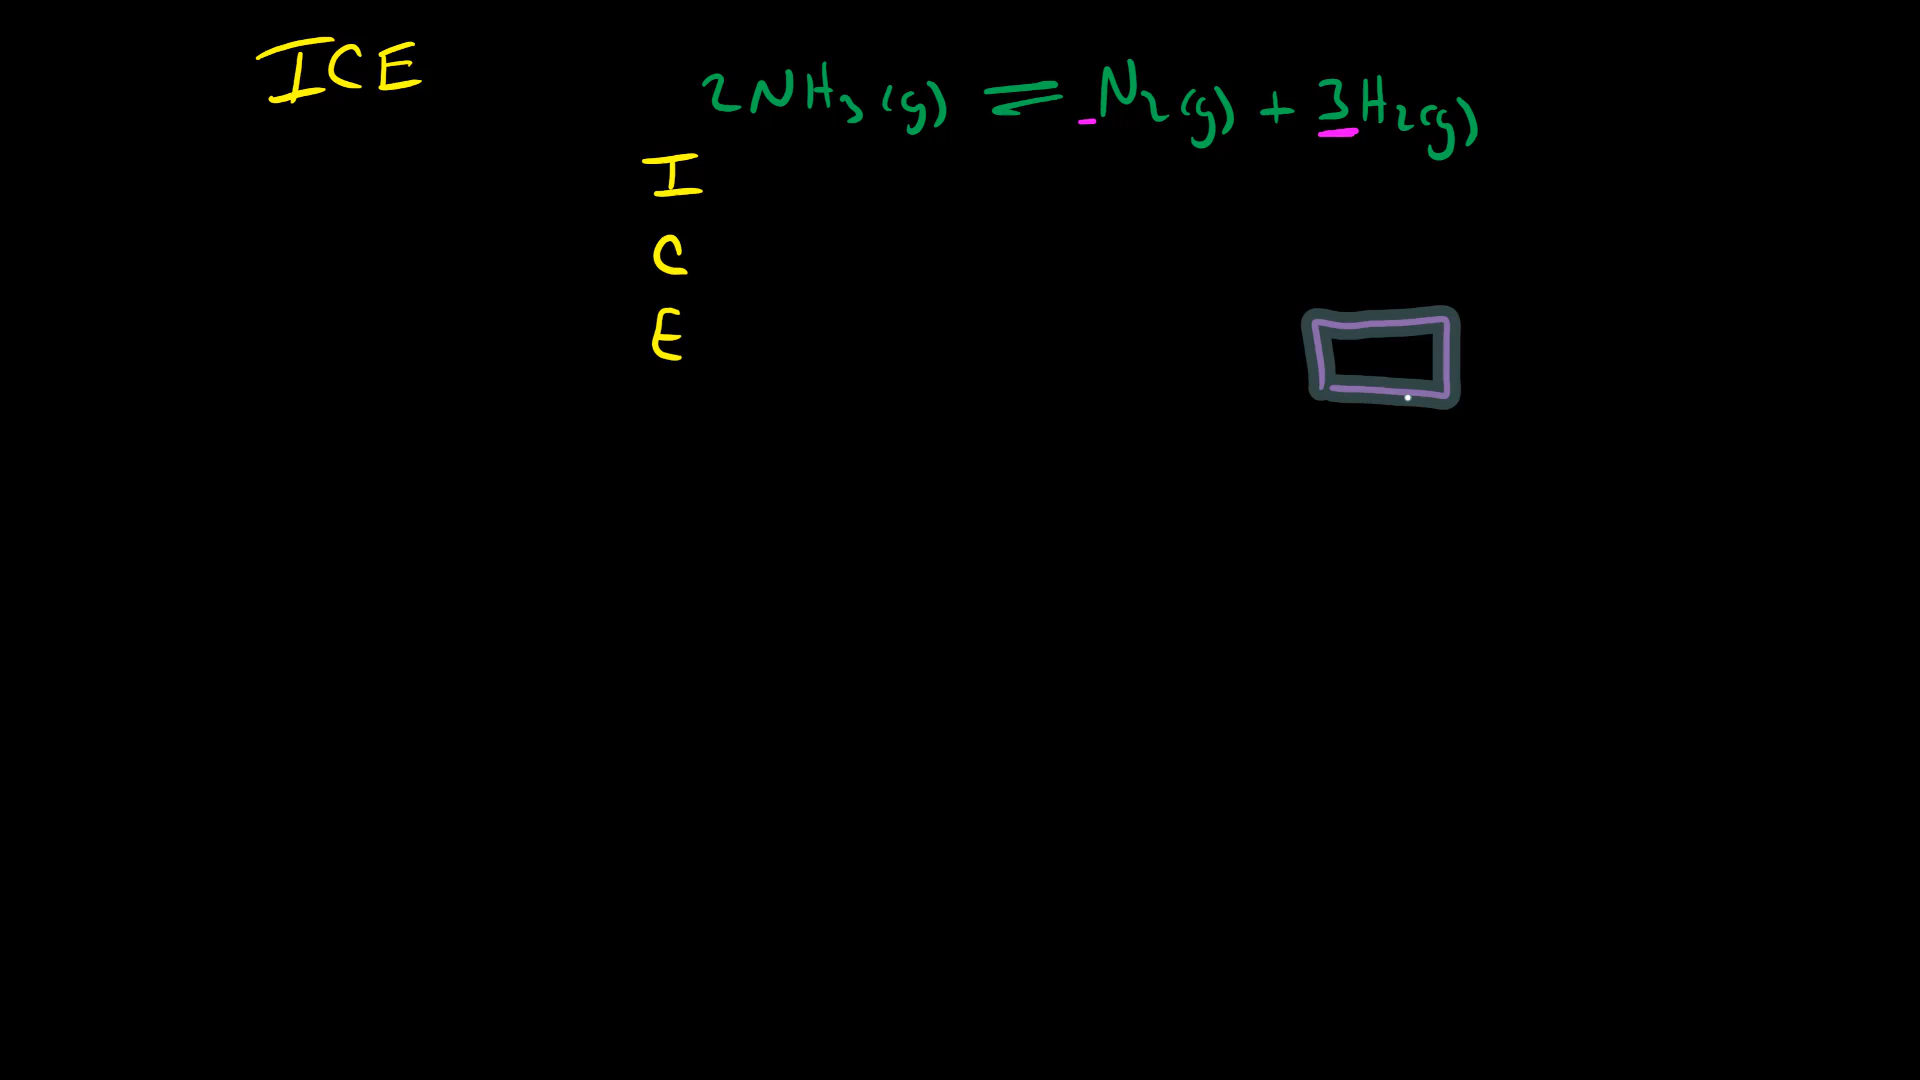 ICE
2NH₃(g) ⇌ N₂(g) + 3H₂(g)
I
C
E